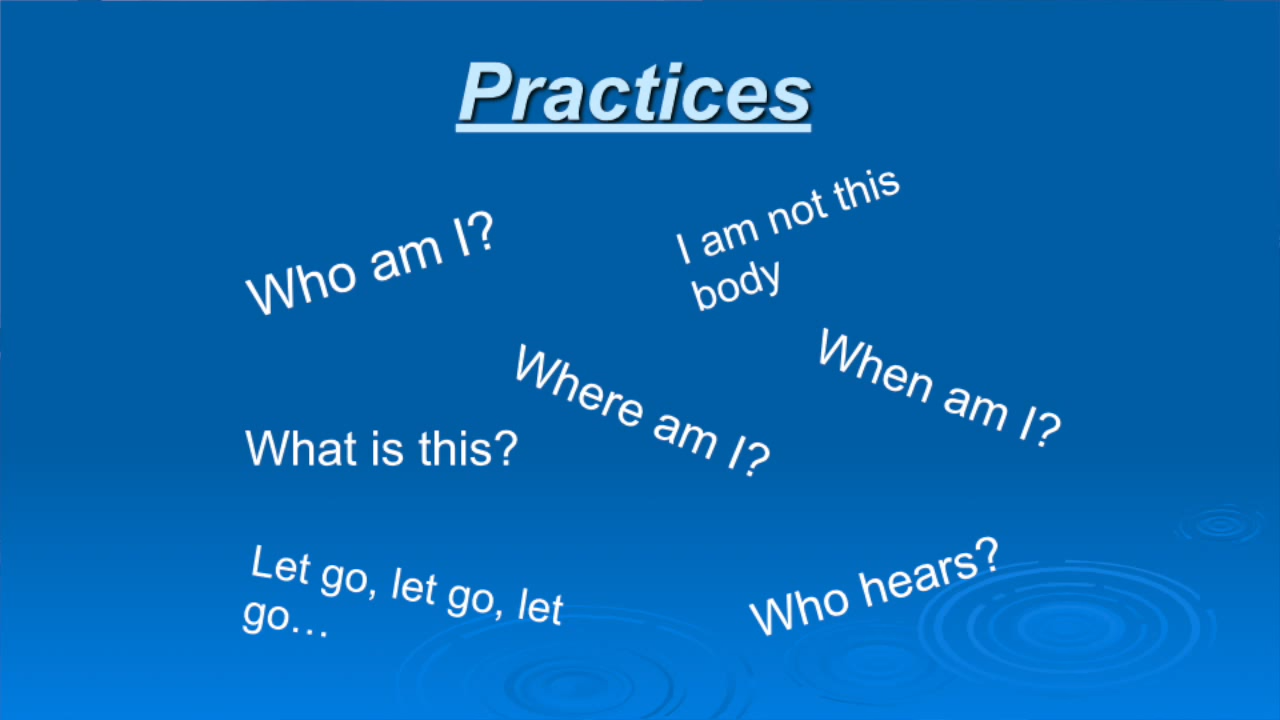 Practices
Who am I?
I am not this
body
Where am I?
When am I?
What is this?
Let go, let go, let
go…
Who hears?